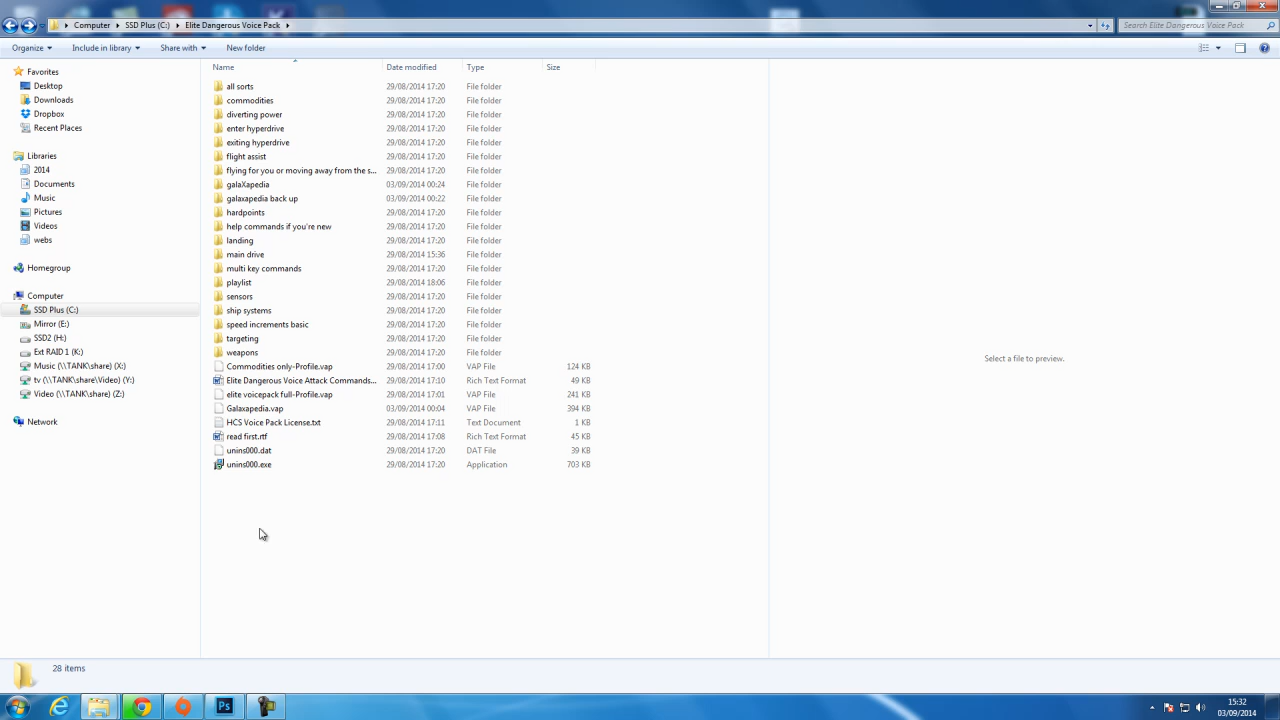 Computer ▸ SSD Plus (C:) ▸ Elite Dangerous Voice Pack ▸
Search Elite Dangerous Voice Pack
Organize ▾ Include in library ▾ Share with ▾ New folder
Name Date modified Type Size
Favorites
Desktop
Downloads
Dropbox
Recent Places
Libraries
2014
Documents
Music
Pictures
Videos
webs
Homegroup
Computer
SSD Plus (C:)
Mirror (E:)
SSD2 (H:)
Ext RAID 1 (K:)
Music (\\TANK\share) (X:)
tv (\\TANK\share\Video) (Y:)
Video (\\TANK\share) (Z:)
Network
all sorts 29/08/2014 17:20 File folder
commodities 29/08/2014 17:20 File folder
diverting power 29/08/2014 17:20 File folder
enter hyperdrive 29/08/2014 17:20 File folder
exiting hyperdrive 29/08/2014 17:20 File folder
flight assist 29/08/2014 17:20 File folder
flying for you or moving away from the s... 29/08/2014 17:20 File folder
galaXapedia 03/09/2014 00:24 File folder
galaxapedia back up 03/09/2014 00:22 File folder
hardpoints 29/08/2014 17:20 File folder
help commands if you're new 29/08/2014 17:20 File folder
landing 29/08/2014 17:20 File folder
main drive 29/08/2014 15:36 File folder
multi key commands 29/08/2014 17:20 File folder
playlist 29/08/2014 18:06 File folder
sensors 29/08/2014 17:20 File folder
ship systems 29/08/2014 17:20 File folder
speed increments basic 29/08/2014 17:20 File folder
targeting 29/08/2014 17:20 File folder
weapons 29/08/2014 17:20 File folder
Commodities only-Profile.vap 29/08/2014 17:00 VAP File 124 KB
Elite Dangerous Voice Attack Commands... 29/08/2014 17:10 Rich Text Format 49 KB
elite voicepack full-Profile.vap 29/08/2014 17:01 VAP File 241 KB
Galaxapedia.vap 03/09/2014 00:04 VAP File 394 KB
HCS Voice Pack License.txt 29/08/2014 17:11 Text Document 1 KB
read first.rtf 29/08/2014 17:08 Rich Text Format 45 KB
unins000.dat 29/08/2014 17:20 DAT File 39 KB
unins000.exe 29/08/2014 17:20 Application 703 KB
Select a file to preview.
28 items
Ps
15:32
03/09/2014